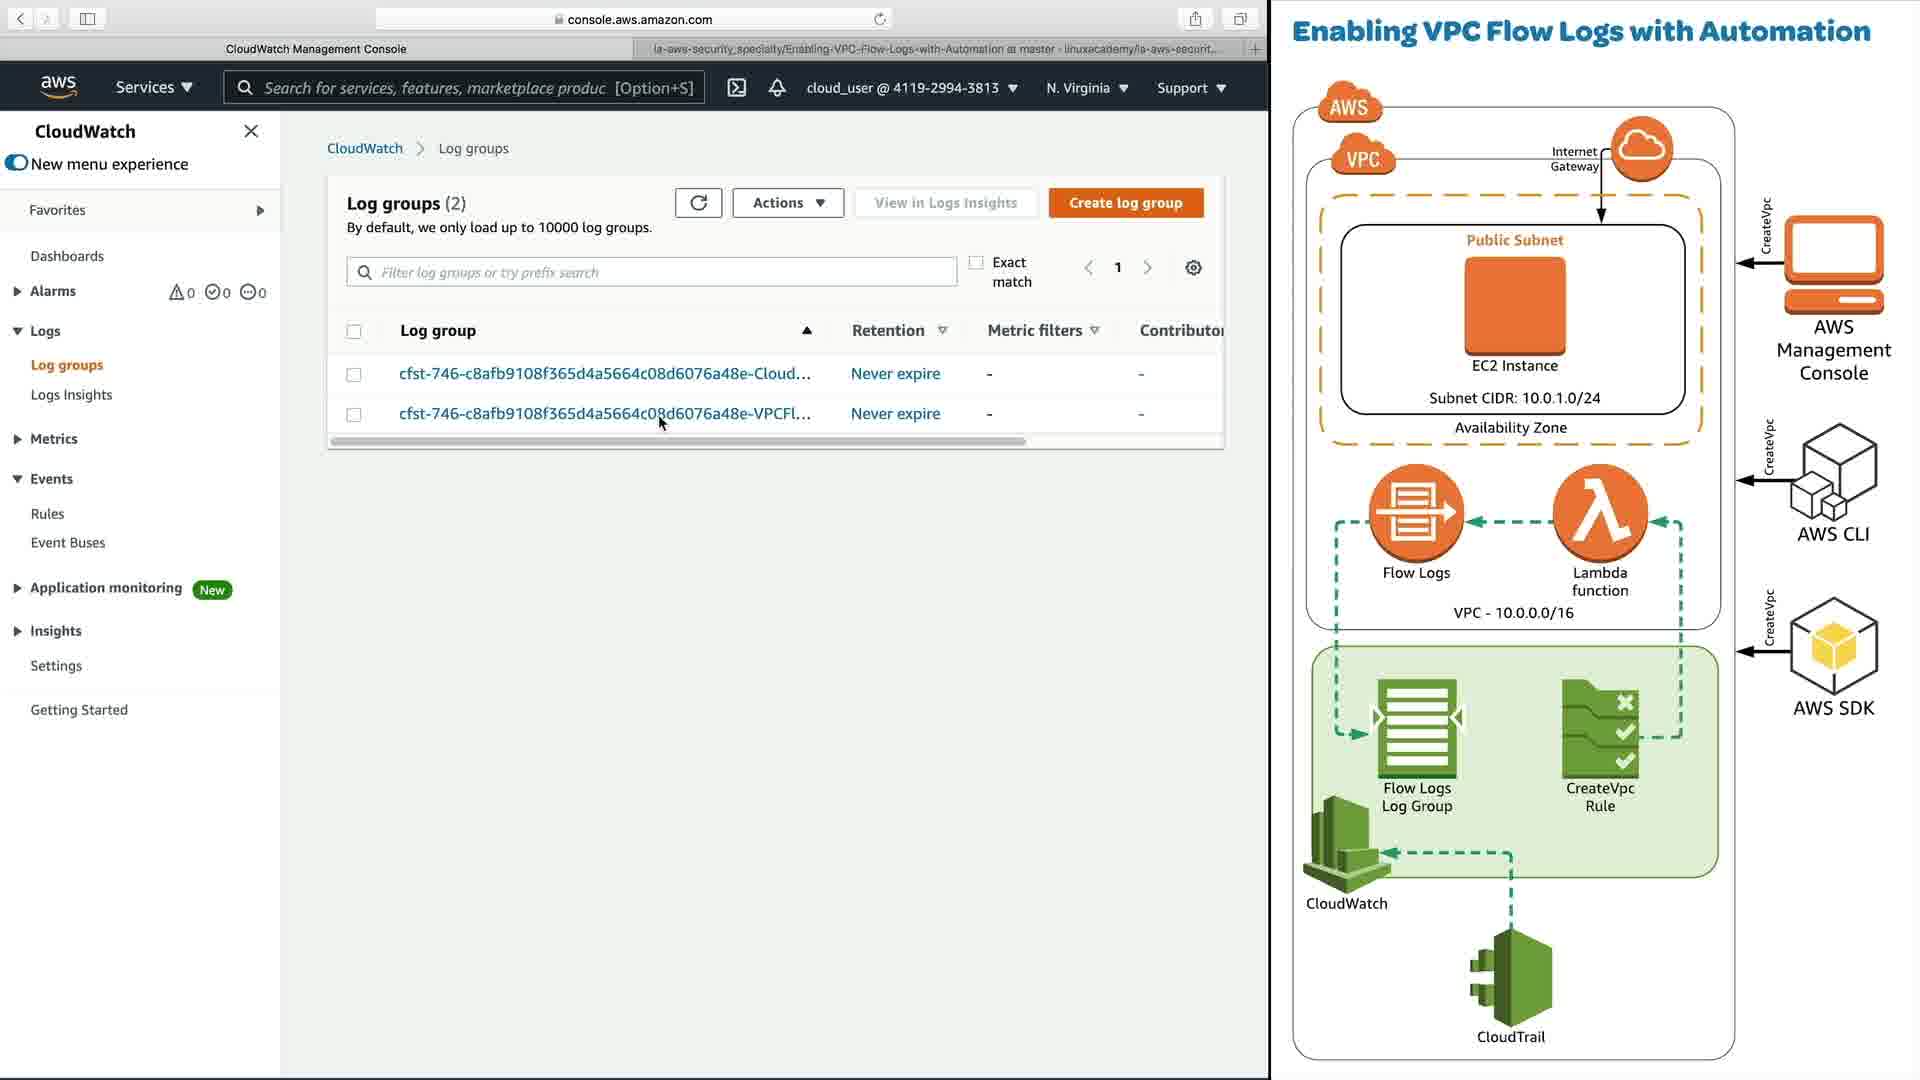 console.aws.amazon.com
CloudWatch Management Console
la-aws-security_specialty/Enabling-VPC-Flow-Logs-with-Automation at master · linuxacademy/la-aws-securit...
aws
Services ▼
Search for services, features, marketplace produc [Option+S]
cloud_user @ 4119-2994-3813 ▼
N. Virginia ▼
Support ▼
CloudWatch
New menu experience
Favorites
Dashboards
Alarms
0 0 0
Logs
Log groups
Logs Insights
Metrics
Events
Rules
Event Buses
Application monitoring New
Insights
Settings
Getting Started
CloudWatch > Log groups
Log groups (2)
By default, we only load up to 10000 log groups.
Actions ▼
View in Logs Insights
Create log group
Filter log groups or try prefix search
Exact
match
1
Log group
Retention
Metric filters
Contributor
cfst-746-c8afb9108f365d4a5664c08d6076a48e-Cloud... Never expire - -
cfst-746-c8afb9108f365d4a5664c08d6076a48e-VPCFl... Never expire - -
Enabling VPC Flow Logs with Automation
AWS
VPC
Internet
Gateway
Public Subnet
EC2 Instance
Subnet CIDR: 10.0.1.0/24
Availability Zone
Flow Logs
Lambda
function
VPC - 10.0.0.0/16
Flow Logs
Log Group
CreateVpc
Rule
CloudWatch
CloudTrail
CreateVpc
AWS
Management
Console
CreateVpc
AWS CLI
CreateVpc
AWS SDK